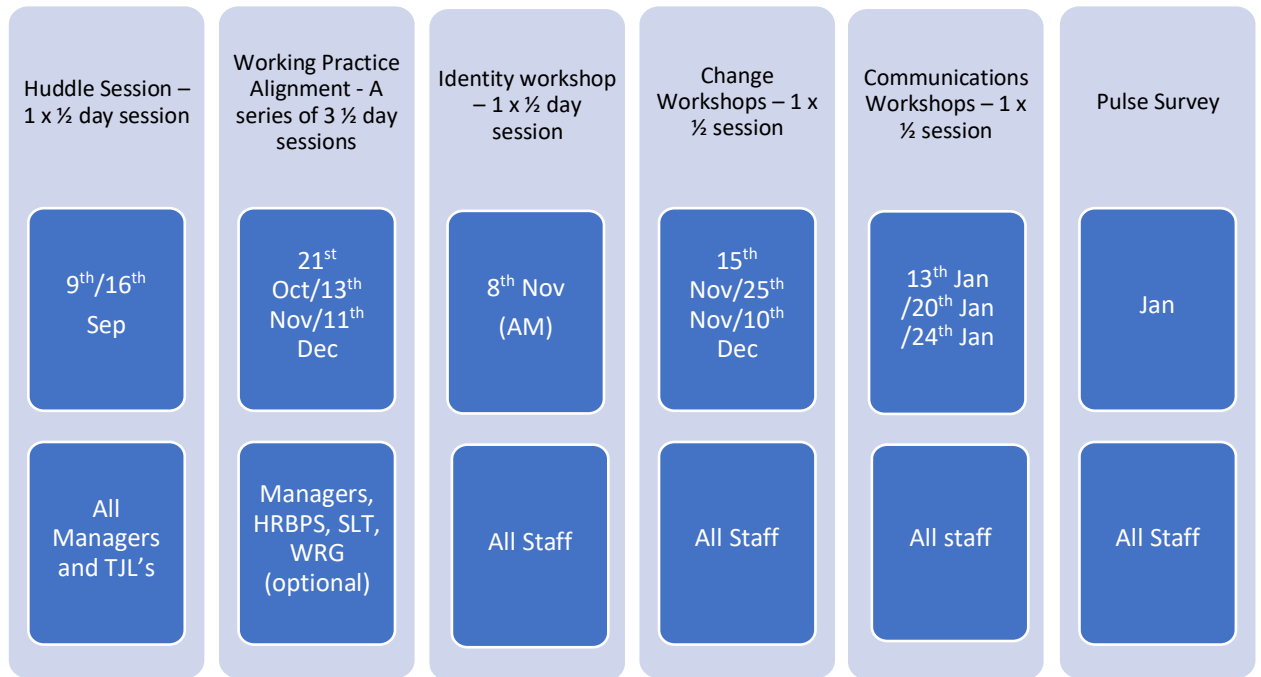 Huddle Session –
1 x ½ day session
9th/16th
Sep
All
Managers
and TJL’s
Working Practice
Alignment - A
series of 3 ½ day
sessions
21st
Oct/13th
Nov/11th
Dec
Managers,
HRBPS, SLT,
WRG
(optional)
Identity workshop
– 1 x ½ day
session
8th Nov
(AM)
All Staff
Change
Workshops – 1 x
½ session
15th
Nov/25th
Nov/10th
Dec
All Staff
Communications
Workshops – 1 x
½ session
13th Jan
/20th Jan
/24th Jan
All staff
Pulse Survey
Jan
All Staff